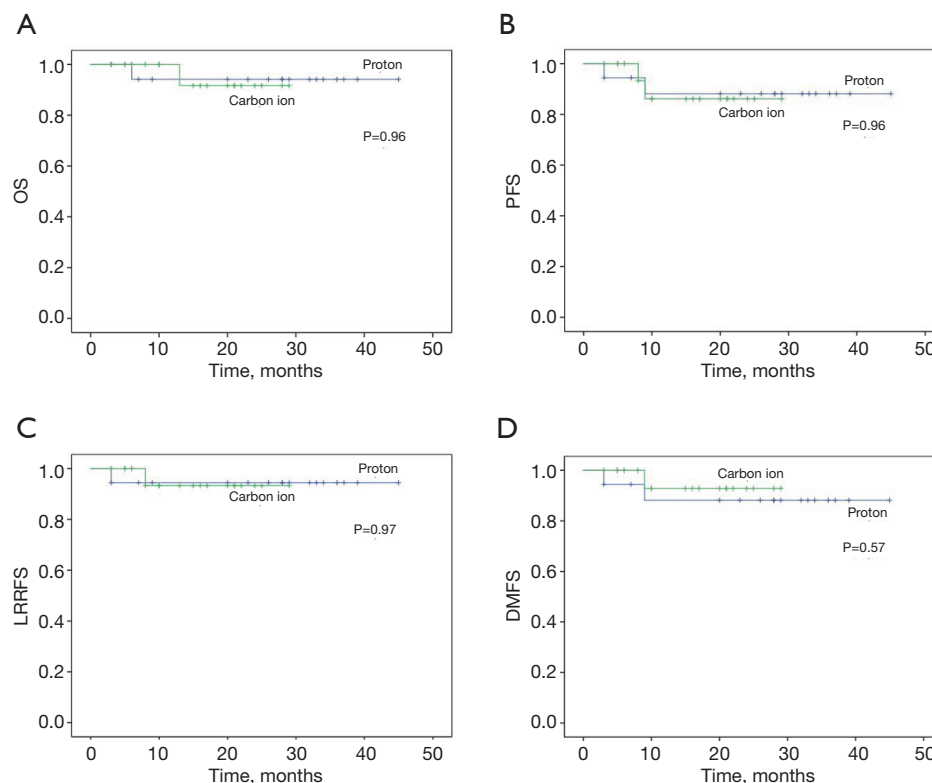 A
1.0
0.8
0.6
0.4
0.2
0.0
OS
Proton
Carbon ion
P=0.96
0 10 20 30 40 50
Time, months
B
1.0
0.8
0.6
0.4
0.2
0.0
PFS
Proton
Carbon ion
P=0.96
0 10 20 30 40 50
Time, months
C
1.0
0.8
0.6
0.4
0.2
0.0
LRRFS
Proton
Carbon ion
P=0.97
0 10 20 30 40 50
Time, months
D
1.0
0.8
0.6
0.4
0.2
0.0
DMFS
Carbon ion
Proton
P=0.57
0 10 20 30 40 50
Time, months